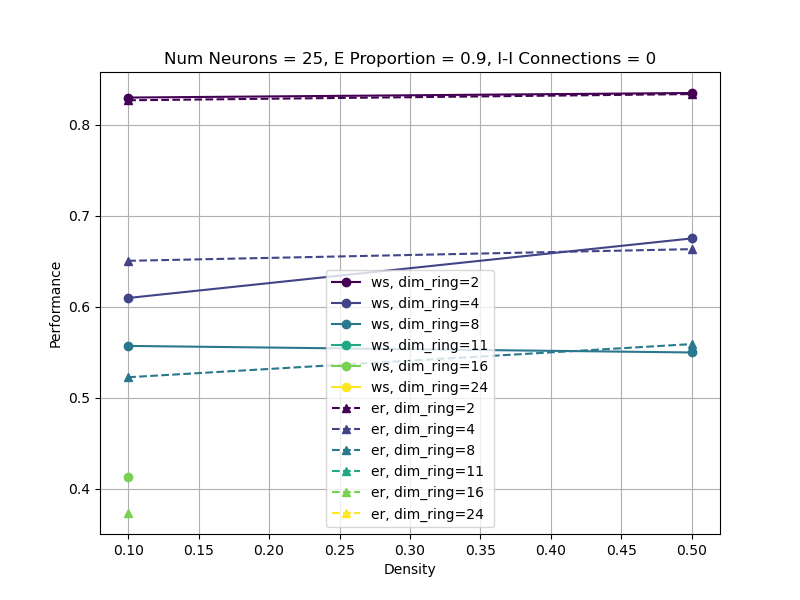 Num Neurons = 25, E Proportion = 0.9, I-I Connections = 0
0.8
0.7
0.6
0.5
0.4
Performance
ws, dim_ring=2
ws, dim_ring=4
ws, dim_ring=8
ws, dim_ring=11
ws, dim_ring=16
ws, dim_ring=24
er, dim_ring=2
er, dim_ring=4
er, dim_ring=8
er, dim_ring=11
er, dim_ring=16
er, dim_ring=24
0.10 0.15 0.20 0.25 0.30 0.35 0.40 0.45 0.50
Density